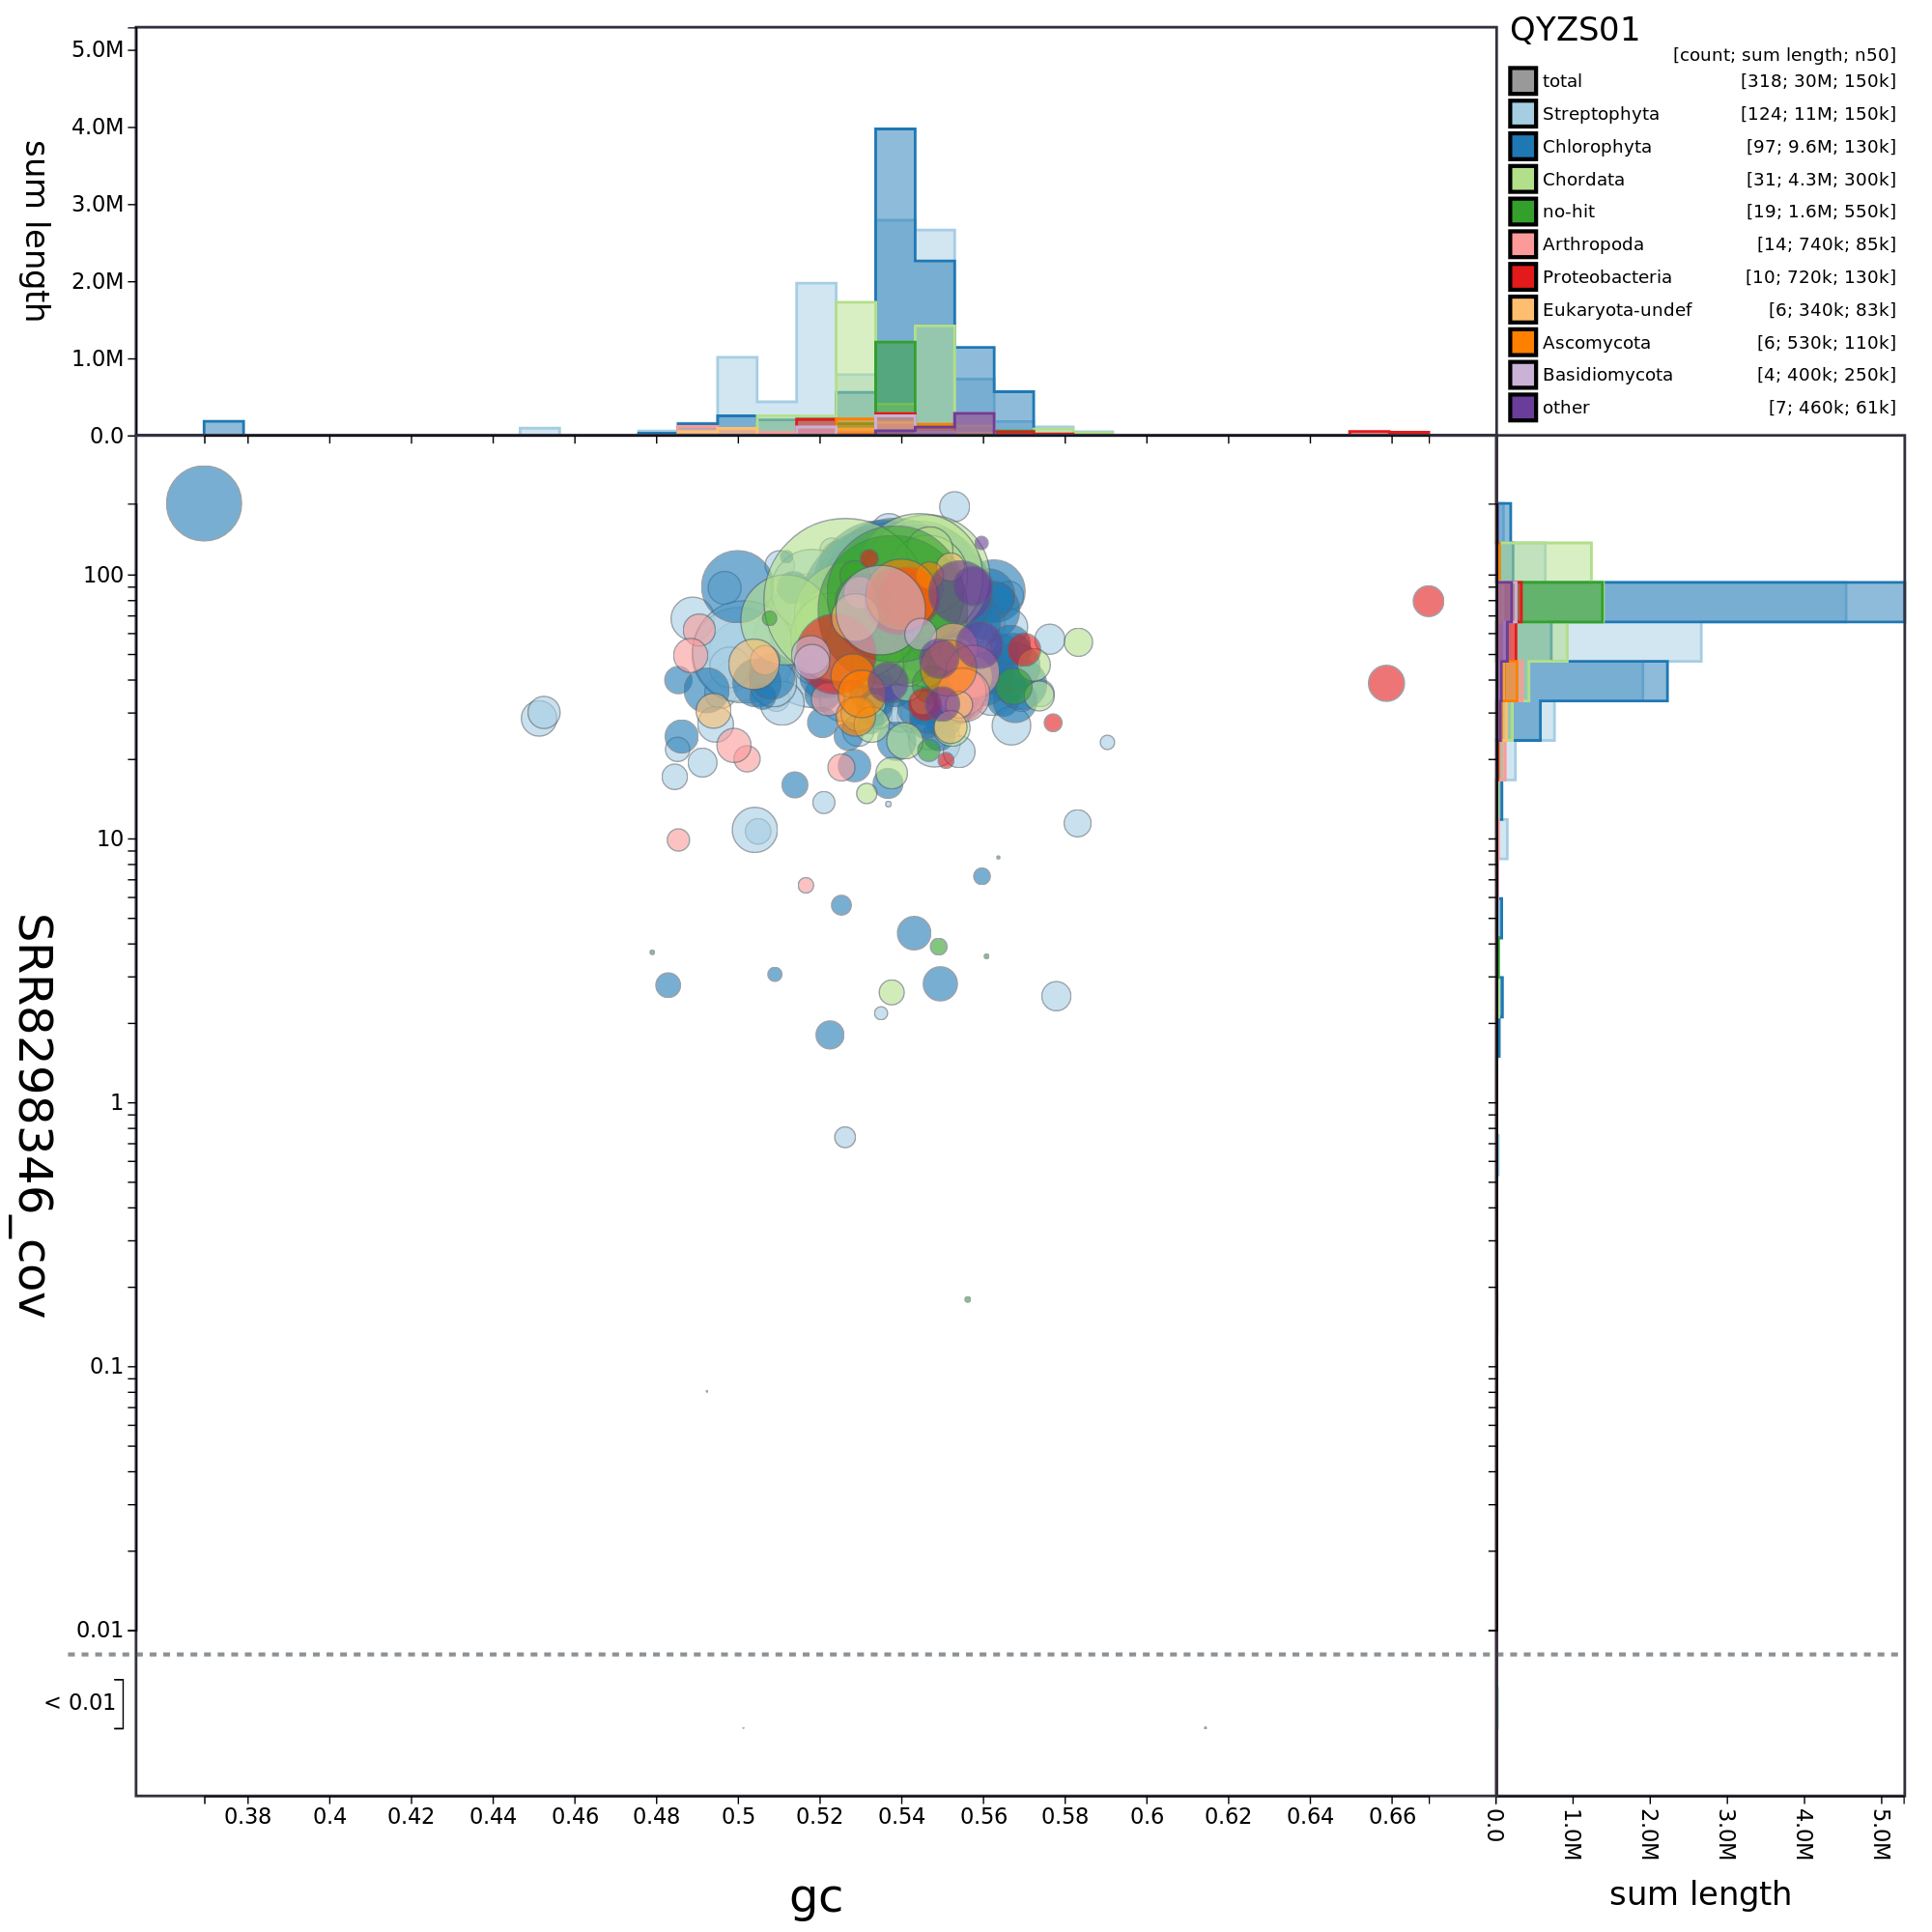 QYZS01
[count; sum length; n50]
total [318; 30M; 150k]
Streptophyta [124; 11M; 150k]
Chlorophyta [97; 9.6M; 130k]
Chordata [31; 4.3M; 300k]
no-hit [19; 1.6M; 550k]
Arthropoda [14; 740k; 85k]
Proteobacteria [10; 720k; 130k]
Eukaryota-undef [6; 340k; 83k]
Ascomycota [6; 530k; 110k]
Basidiomycota [4; 400k; 250k]
other [7; 460k; 61k]
sum length
5.0M
4.0M
3.0M
2.0M
1.0M
0.0
SRR8298346_cov
100
10
1
0.1
0.01
< 0.01
0.38 0.4 0.42 0.44 0.46 0.48 0.5 0.52 0.54 0.56 0.58 0.6 0.62 0.64 0.66
gc
0.0 1.0M 2.0M 3.0M 4.0M 5.0M
sum length